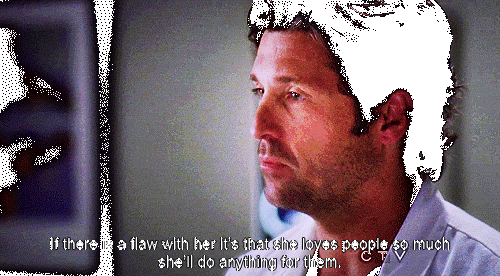 If there is a flaw with her it's that she loves people so much
she'll do anything for them.
CTV